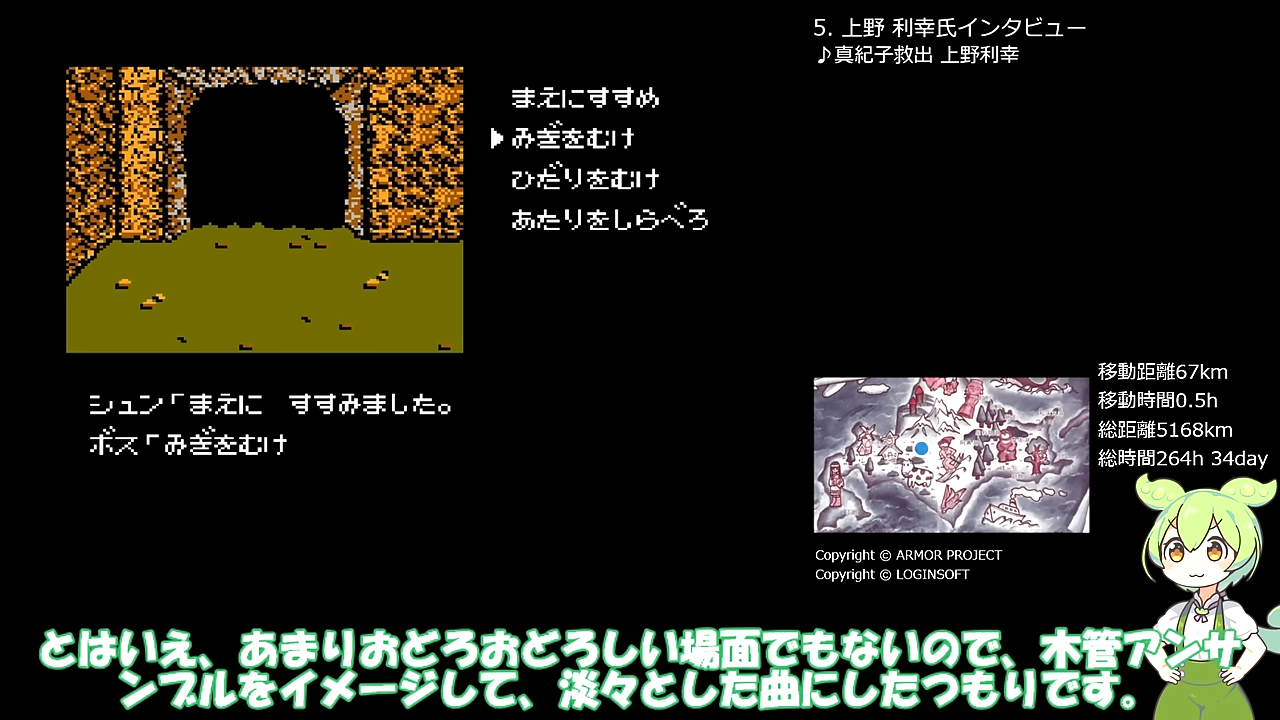 5. 上野 利幸氏インタビュー
♪真紀子救出 上野利幸
まえにすすめ
みぎをむけ
ひだりをむけ
あたりをしらべろ
シュン「まえに　すすみました。
ボス「みぎをむけ
移動距離67km
移動時間0.5h
総距離5168km
総時間264h 34day
Copyright © ARMOR PROJECT
Copyright © LOGINSOFT
とはいえ、あまりおどろおどろしい場面でもないので、木管アンサ
ンブルをイメージして、淡々とした曲にしたつもりです。